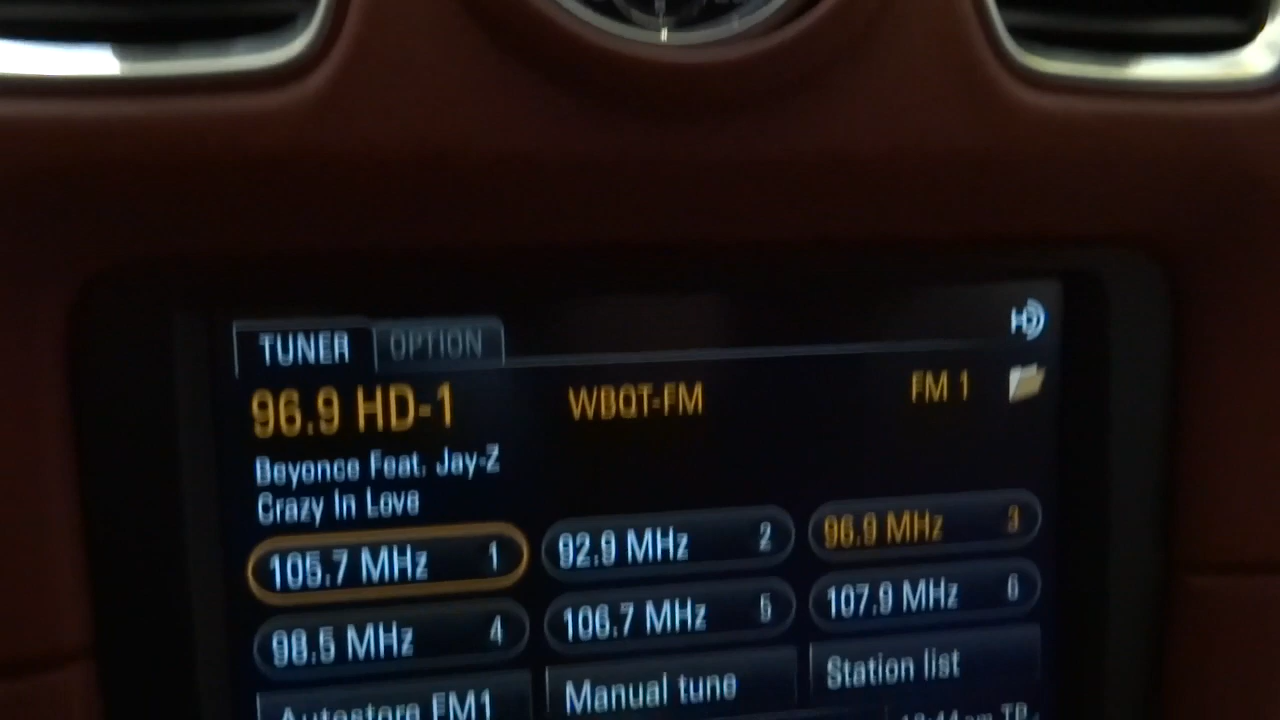 TUNER OPTION
96.9 HD-1 WBQT-FM FM 1
Beyonce Feat. Jay-Z
Crazy In Love
105.7 MHz 1 92.9 MHz 2 96.9 MHz 3
98.5 MHz 4 106.7 MHz 5 107.9 MHz 6
Autostore FM1 Manual tune Station list